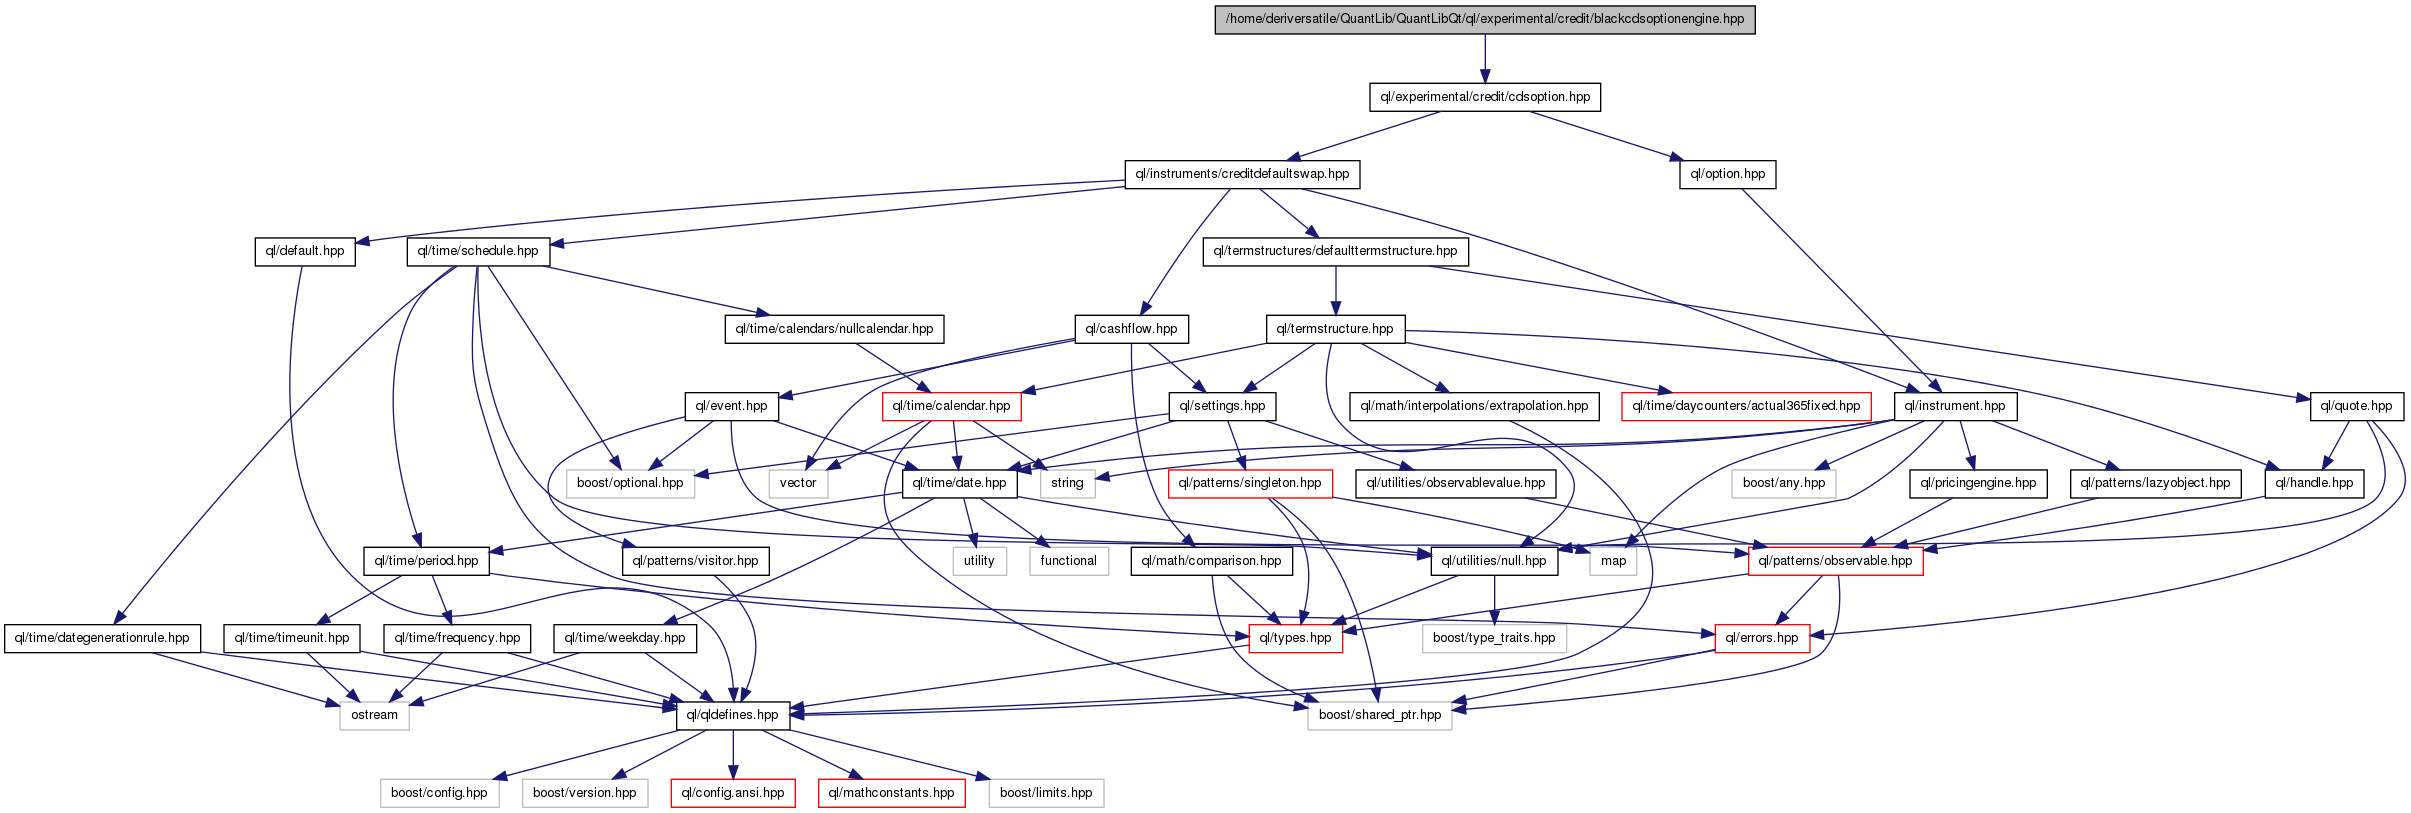 /home/deriversatile/QuantLib/QuantLibQt/ql/experimental/credit/blackcdsoptionengine.hpp
ql/experimental/credit/cdsoption.hpp
ql/instruments/creditdefaultswap.hpp
ql/option.hpp
ql/default.hpp
ql/time/schedule.hpp
ql/termstructures/defaulttermstructure.hpp
ql/time/calendars/nullcalendar.hpp
ql/cashflow.hpp
ql/termstructure.hpp
ql/event.hpp
ql/time/calendar.hpp
ql/settings.hpp
ql/math/interpolations/extrapolation.hpp
ql/time/daycounters/actual365fixed.hpp
ql/instrument.hpp
ql/quote.hpp
boost/optional.hpp
vector
ql/time/date.hpp
string
ql/patterns/singleton.hpp
ql/utilities/observablevalue.hpp
boost/any.hpp
ql/pricingengine.hpp
ql/patterns/lazyobject.hpp
ql/handle.hpp
ql/time/period.hpp
ql/patterns/visitor.hpp
utility
functional
ql/math/comparison.hpp
ql/utilities/null.hpp
map
ql/patterns/observable.hpp
ql/time/dategenerationrule.hpp
ql/time/timeunit.hpp
ql/time/frequency.hpp
ql/time/weekday.hpp
ql/types.hpp
boost/type_traits.hpp
ql/errors.hpp
ostream
ql/qldefines.hpp
boost/shared_ptr.hpp
boost/config.hpp
boost/version.hpp
ql/config.ansi.hpp
ql/mathconstants.hpp
boost/limits.hpp